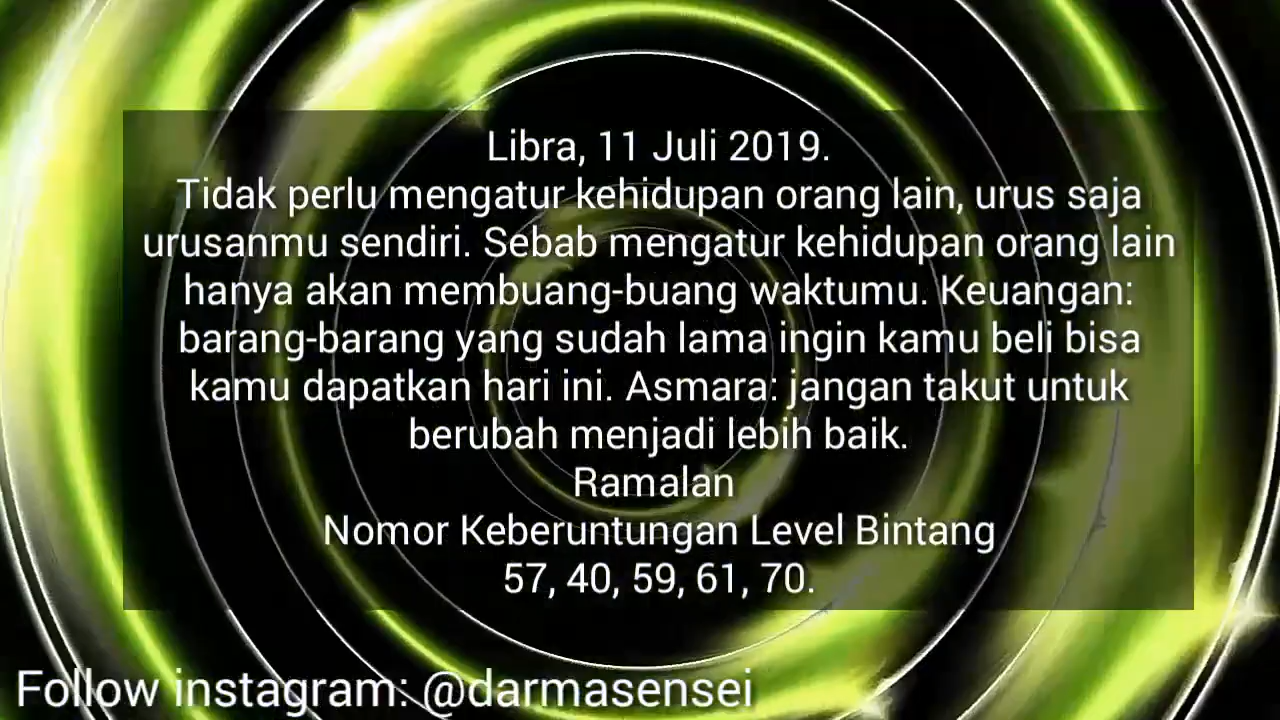 Libra, 11 Juli 2019.
Tidak perlu mengatur kehidupan orang lain, urus saja
urusanmu sendiri. Sebab mengatur kehidupan orang lain
hanya akan membuang-buang waktumu. Keuangan:
barang-barang yang sudah lama ingin kamu beli bisa
kamu dapatkan hari ini. Asmara: jangan takut untuk
berubah menjadi lebih baik.
Ramalan
Nomor Keberuntungan Level Bintang
57, 40, 59, 61, 70.
Follow instagram: @darmasensei